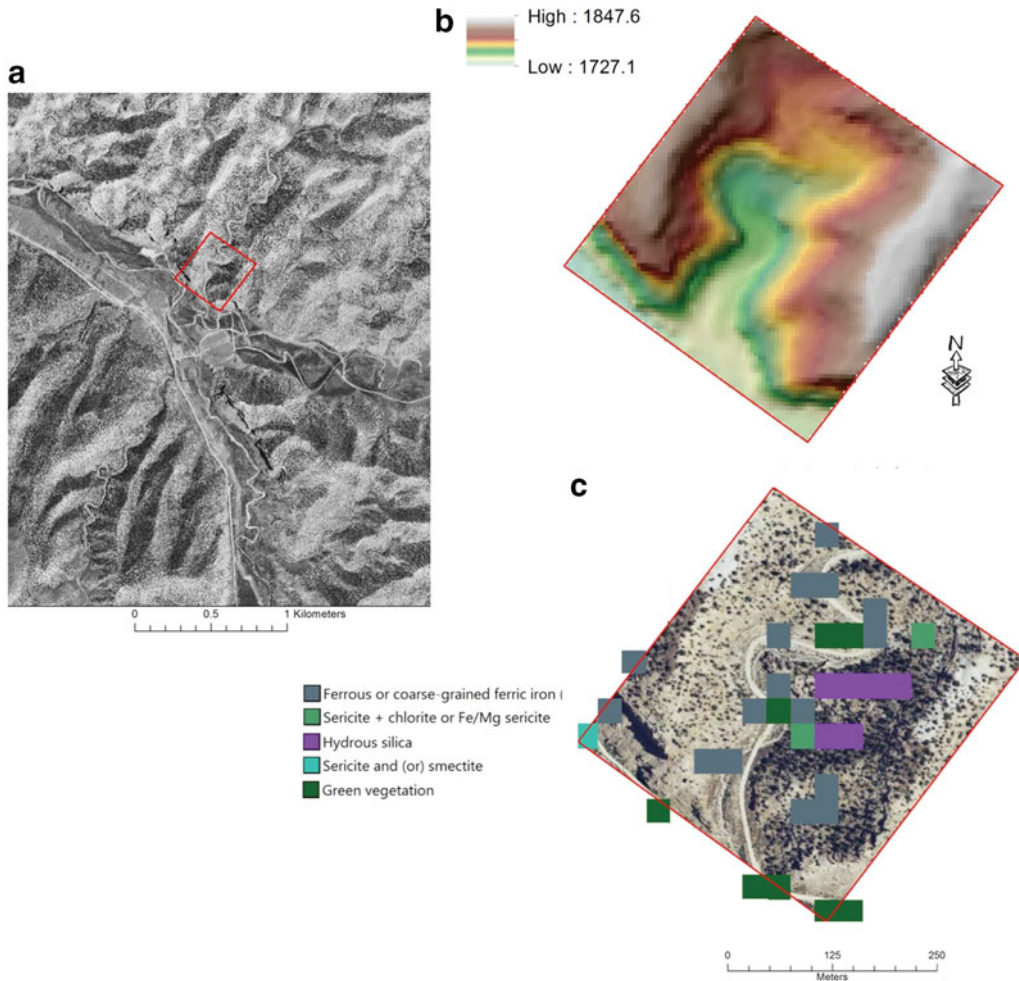 b
High : 1847.6
Low : 1727.1
a
N
0 0.5 1 Kilometers
c
Ferrous or coarse-grained ferric iron (
Sericite + chlorite or Fe/Mg sericite
Hydrous silica
Sericite and (or) smectite
Green vegetation
0 125 250
Meters